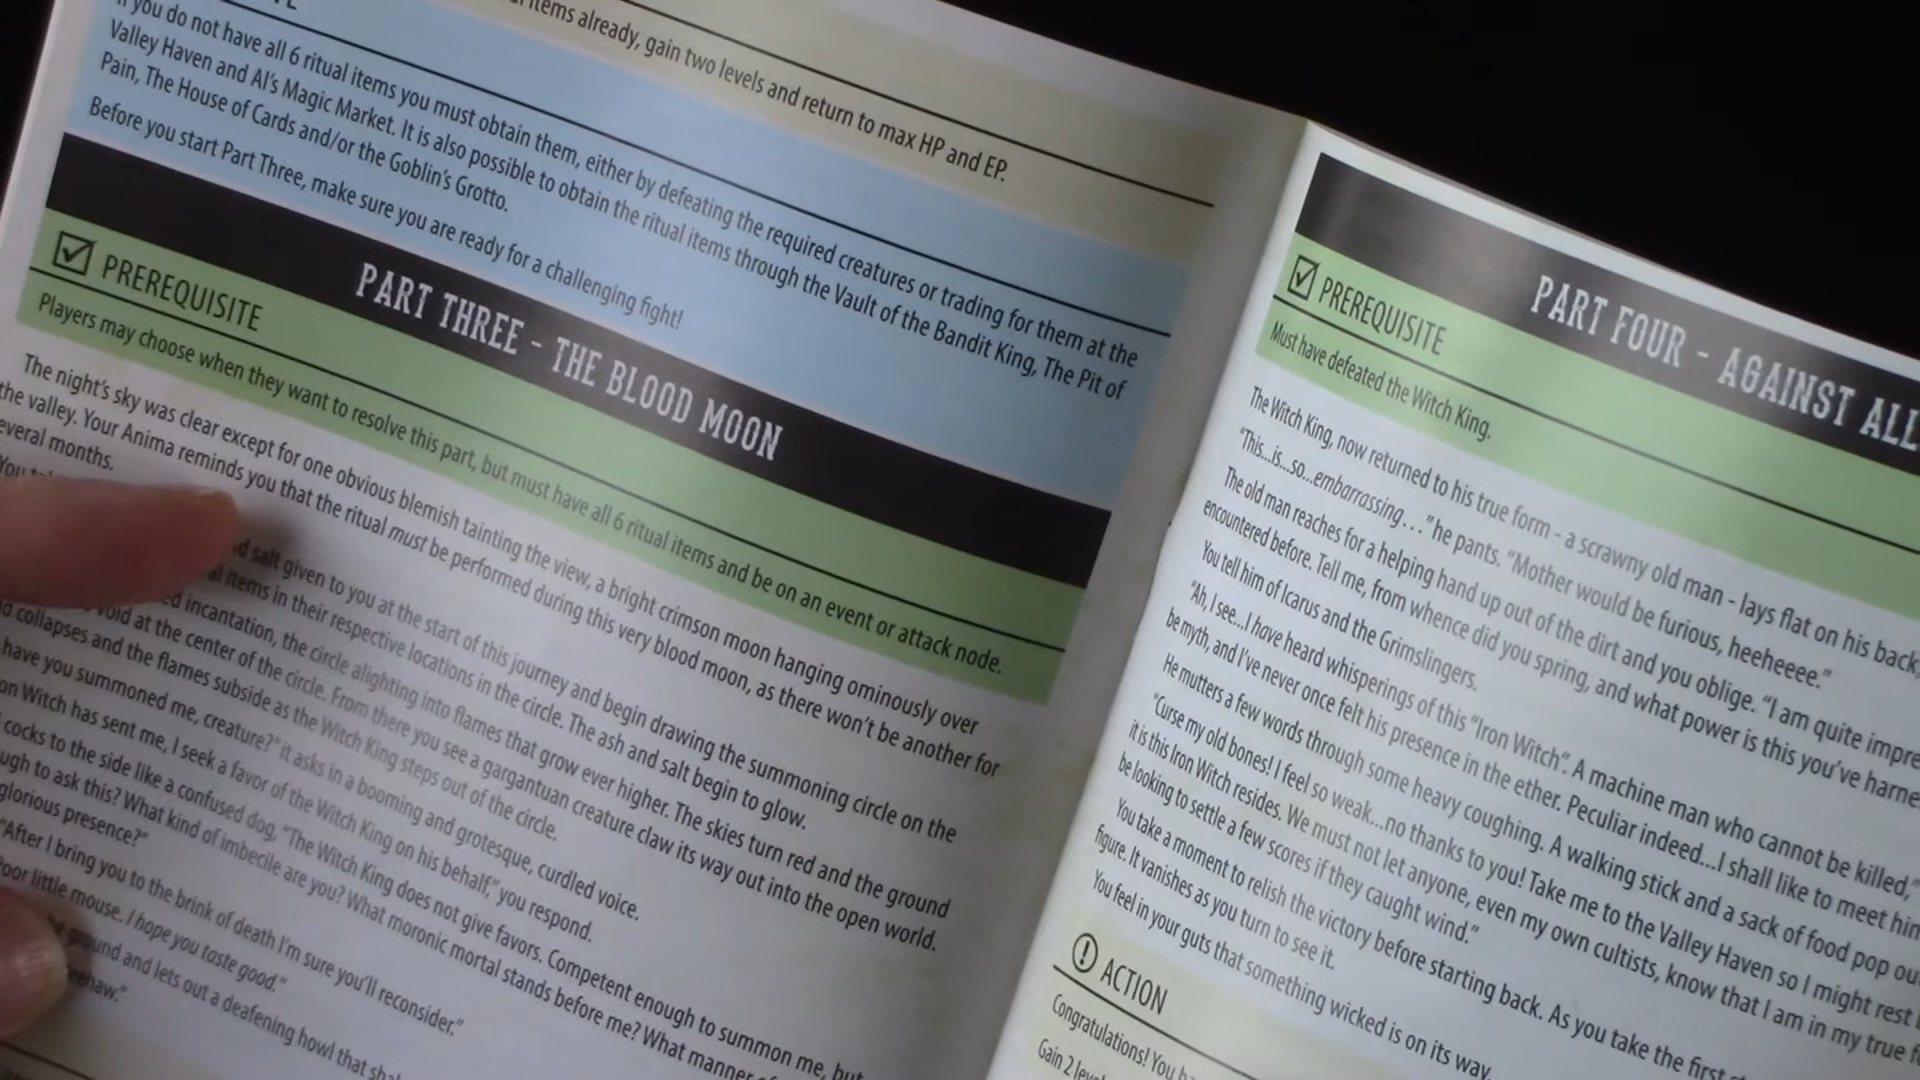 items already, gain two levels and return to max HP and EP.
If you do not have all 6 ritual items you must obtain them, either by defeating the required creatures or trading for them at the
Valley Haven and Al's Magic Market. It is also possible to obtain the ritual items through the Vault of the Bandit King, The Pit of
Pain, The House of Cards and/or the Goblin's Grotto.
Before you start Part Three, make sure you are ready for a challenging fight!
PART THREE - THE BLOOD MOON
PREREQUISITE
Players may choose when they want to resolve this part, but must have all 6 ritual items and be on an event or attack node.
The night's sky was clear except for one obvious blemish tainting the view, a bright crimson moon hanging ominously over
the valley. Your Anima reminds you that the ritual must be performed during this very blood moon, as there won't be another for
several months.
You
salt given to you at the start of this journey and begin drawing the summoning circle on the
items in their respective locations in the circle. The ash and salt begin to glow.
incantation, the circle alighting into flames that grow ever higher. The skies turn red and the ground
void at the center of the circle. From there you see a gargantuan creature claw its way out into the open world.
collapses and the flames subside as the Witch King steps out of the circle.
have you summoned me, creature?" it asks in a booming and grotesque, curdled voice.
Witch has sent me, I seek a favor of the Witch King on his behalf," you respond.
cocks to the side like a confused dog. "The Witch King does not give favors. Competent enough to summon me, but
to ask this? What kind of imbecile are you? What moronic mortal stands before me? What manner
glorious presence?"
"After I bring you to the brink of death I'm sure you'll reconsider."
Poor little mouse. I hope you taste good."
ground and lets out a deafening howl that
PART FOUR - AGAINST ALL
PREREQUISITE
Must have defeated the Witch King.
The Witch King, now returned to his true form - a scrawny old man - lays flat on his back,
"This...is...so...embarrassing . . ." he pants. "Mother would be furious, heeheeee."
The old man reaches for a helping hand up out of the dirt and you oblige. "I am quite
encountered before. Tell me, from whence did you spring, and what power is this you've
You tell him of Icarus and the Grimslingers.
"Ah, I see...I have heard whisperings of this "Iron Witch". A machine man who cannot be killed,"
be myth, and I've never once felt his presence in the ether. Peculiar indeed...I shall like to meet
He mutters a few words through some heavy coughing. A walking stick and a sack of food pop
"Curse my old bones! I feel so weak...no thanks to you! Take me to the Valley Haven so I might rest
it is this Iron Witch resides. We must not let anyone, even my own cultists, know that I am in my true
be looking to settle a few scores if they caught wind."
You take a moment to relish the victory before starting back. As you take the first
figure. It vanishes as you turn to see it.
You feel in your guts that something wicked is on its way.
ACTION
Congratulations! You
Gain 2